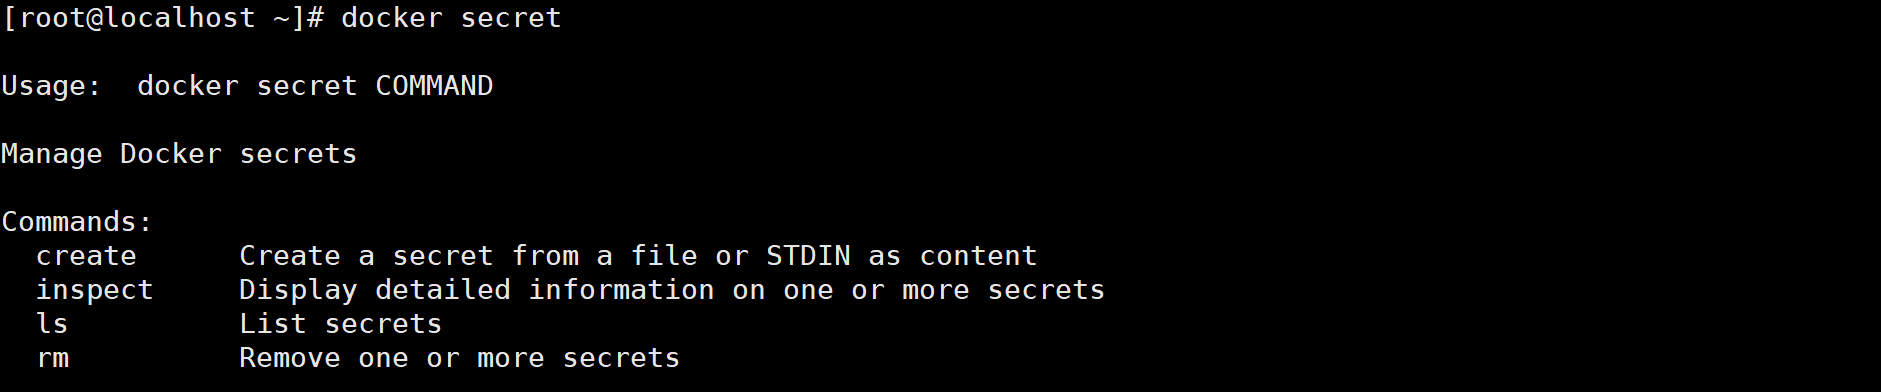 [root@localhost ~]# docker secret
Usage:  docker secret COMMAND
Manage Docker secrets
Commands:
  create      Create a secret from a file or STDIN as content
  inspect     Display detailed information on one or more secrets
  ls          List secrets
  rm          Remove one or more secrets